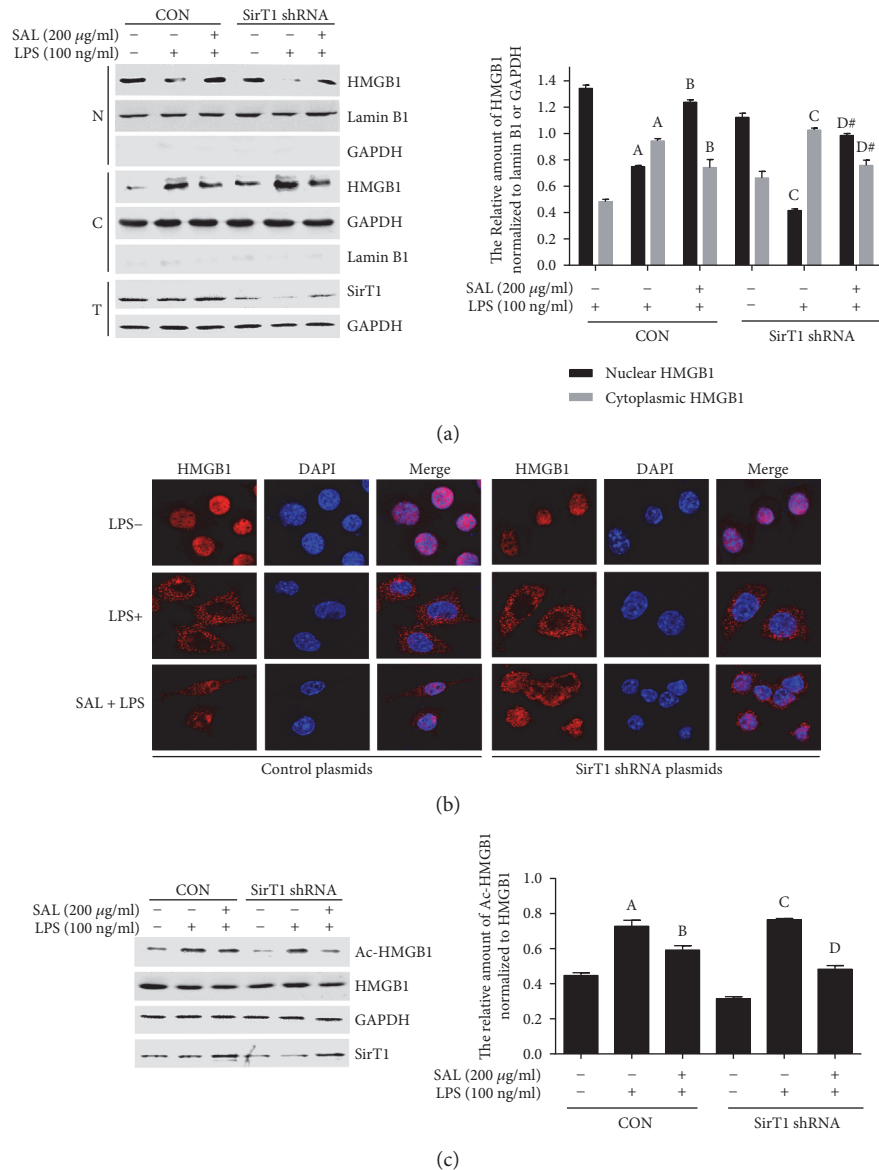 CON SirT1 shRNA
SAL (200 μg/ml) – – + – – +
LPS (100 ng/ml) – + + – + +
N
HMGB1
Lamin B1
GAPDH
C
HMGB1
GAPDH
Lamin B1
T
SirT1
GAPDH
The Relative amount of HMGB1
normalized to lamin B1 or GAPDH
1.4
1.2
1.0
0.8
0.6
0.4
0.2
0.0
A
A
B
B
C
C
D#
D#
SAL (200 μg/ml) – – + – – +
LPS (100 ng/ml) + + + – + +
CON SirT1 shRNA
Nuclear HMGB1
Cytoplasmic HMGB1
(a)
HMGB1 DAPI Merge HMGB1 DAPI Merge
LPS–
LPS+
SAL + LPS
Control plasmids SirT1 shRNA plasmids
(b)
CON SirT1 shRNA
SAL (200 μg/ml) – – + – – +
LPS (100 ng/ml) – + + – + +
Ac-HMGB1
HMGB1
GAPDH
SirT1
The relative amount of Ac-HMGB1
normalized to HMGB1
1.0
0.8
0.6
0.4
0.2
0.0
A
B
C
D
SAL (200 μg/ml) – – + – – +
LPS (100 ng/ml) – + + – + +
CON SirT1 shRNA
(c)